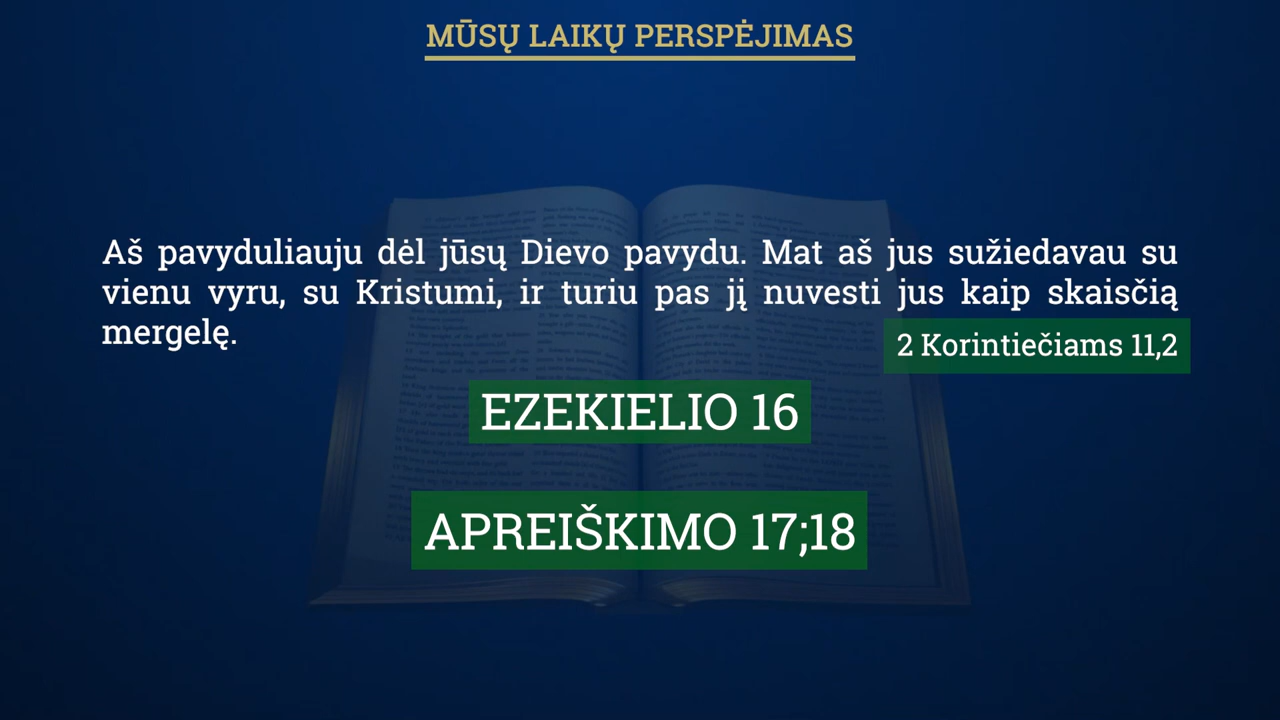 MŪSŲ LAIKŲ PERSPĖJIMAS
Aš pavyduliauju dėl jūsų Dievo pavydu. Mat aš jus sužiedavau su
vienu vyru, su Kristumi, ir turiu pas jį nuvesti jus kaip skaisčią
mergelę.
2 Korintiečiams 11,2
EZEKIELIO 16
APREIŠKIMO 17;18